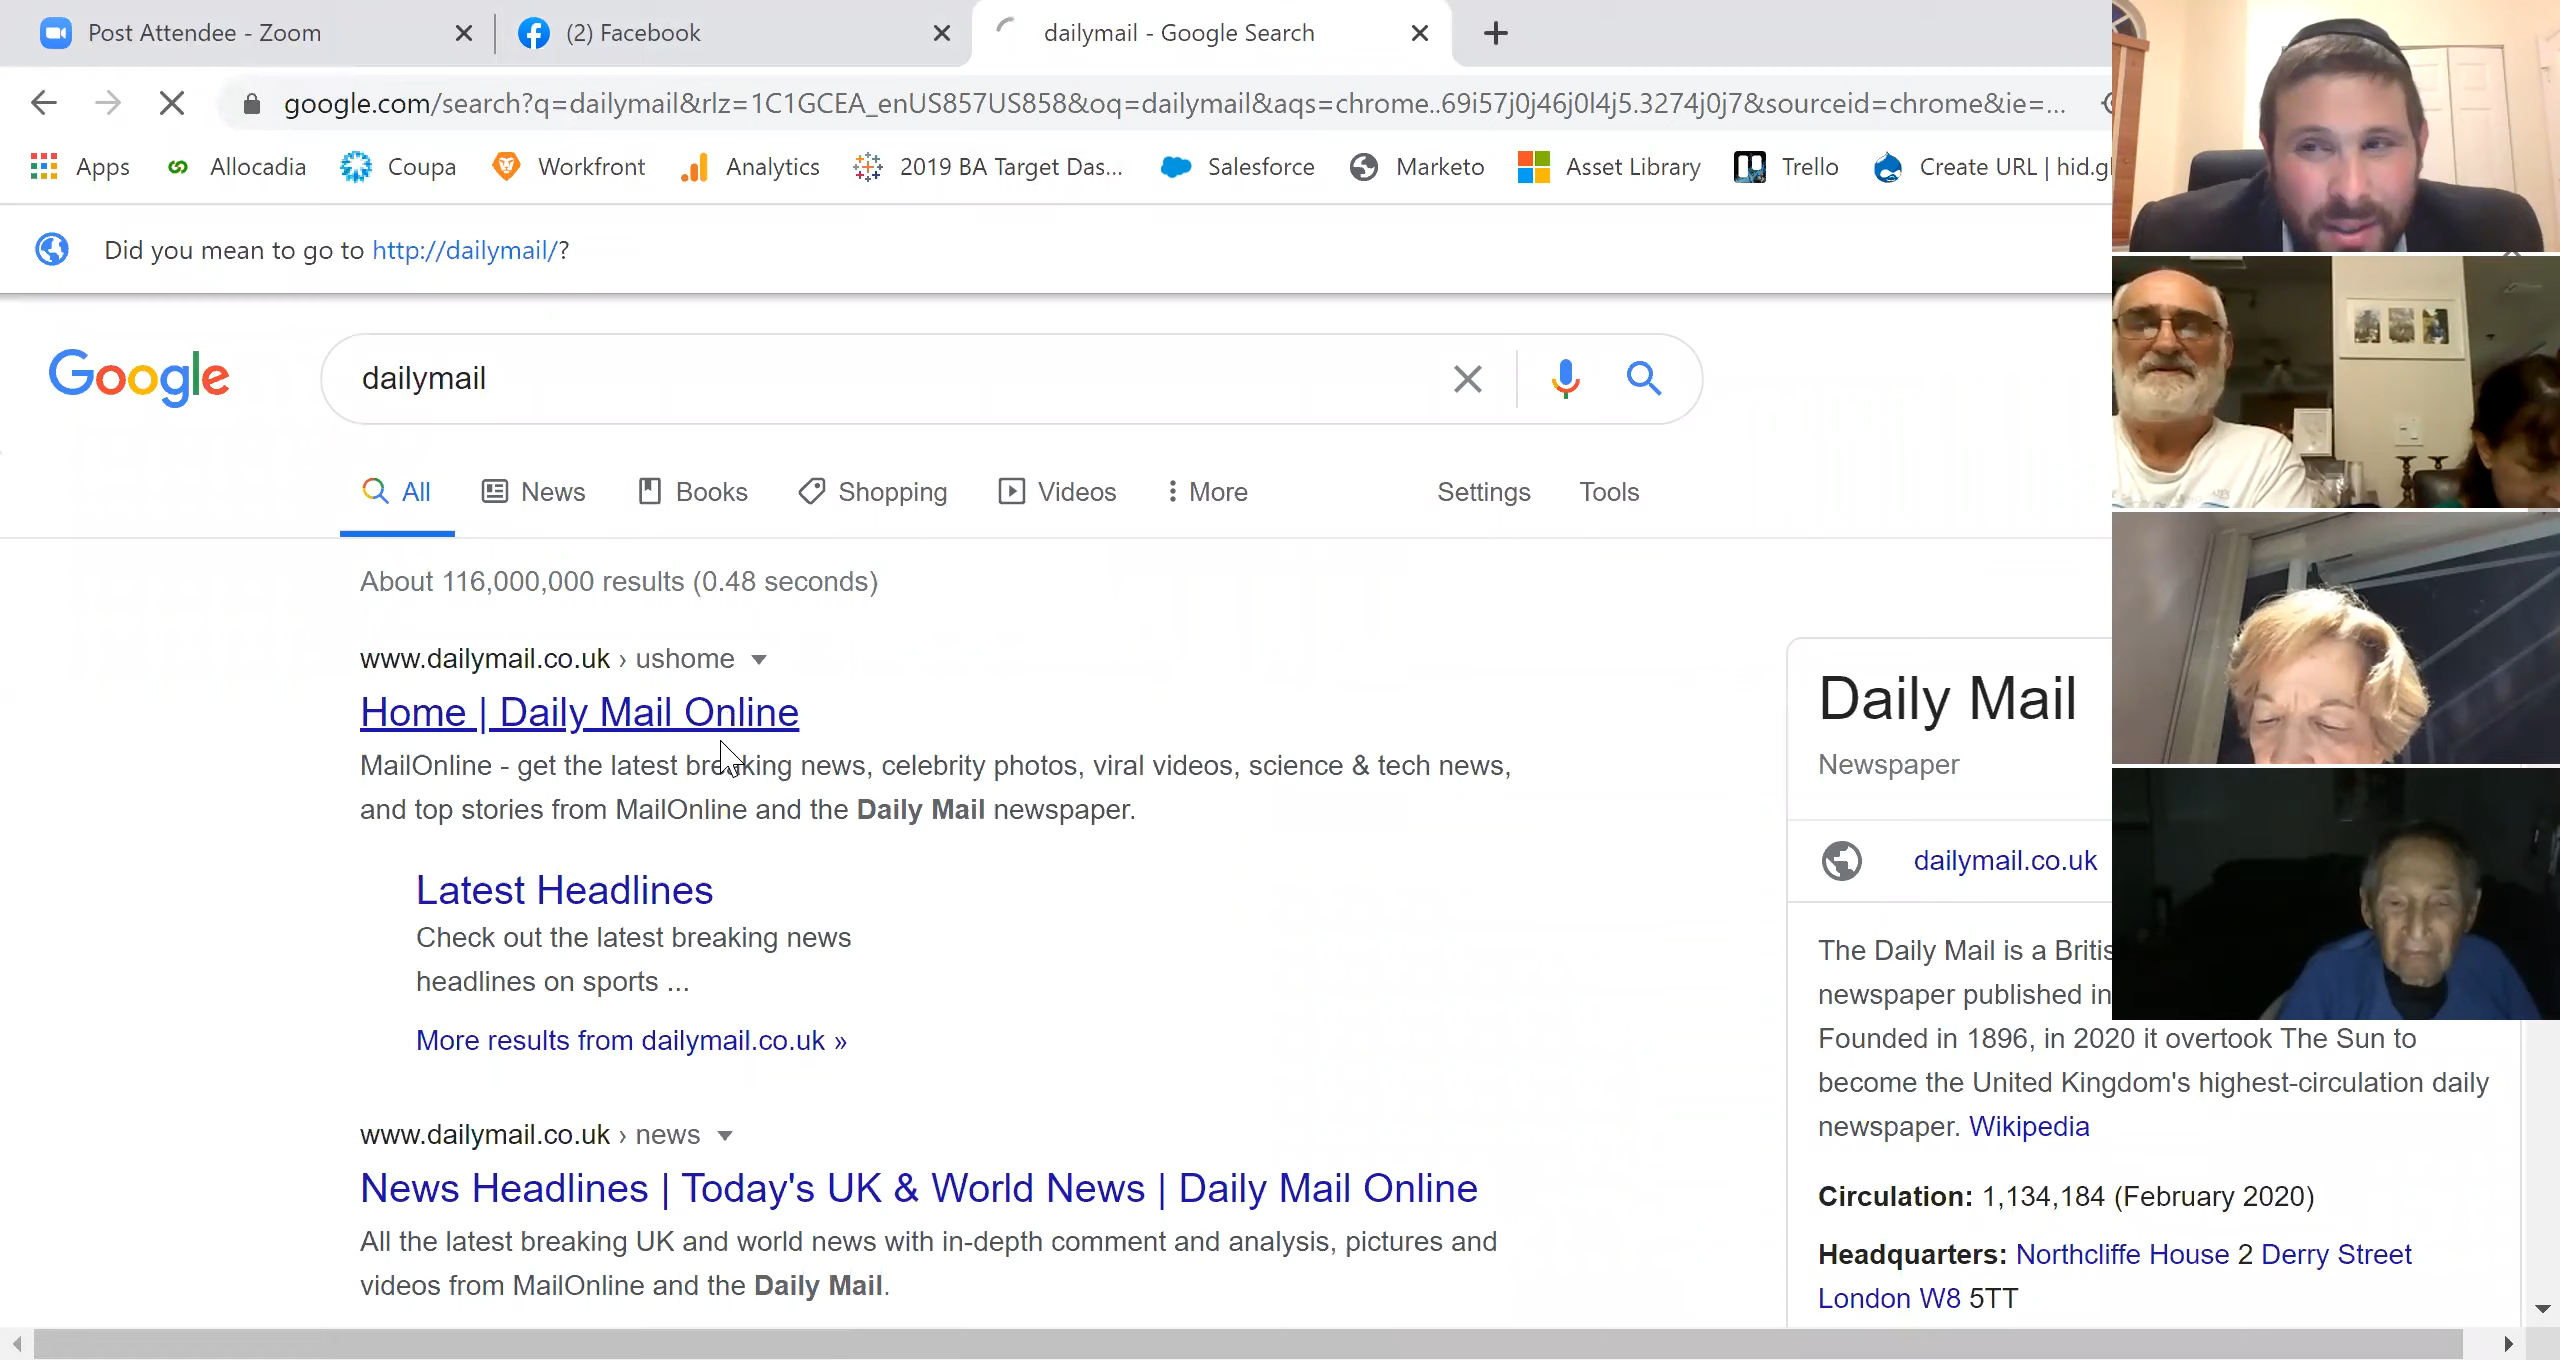 Post Attendee - Zoom
(2) Facebook
dailymail - Google Search
google.com/search?q=dailymail&rlz=1C1GCEA_enUS857US858&oq=dailymail&aqs=chrome..69i57j0j46j0l4j5.3274j0j7&sourceid=chrome&ie=...
Apps Allocadia Coupa Workfront Analytics 2019 BA Target Das... Salesforce Marketo Asset Library Trello Create URL | hid.gl
Did you mean to go to http://dailymail/?
Google
dailymail
All News Books Shopping Videos More Settings Tools
About 116,000,000 results (0.48 seconds)
www.dailymail.co.uk › ushome
Home | Daily Mail Online
MailOnline - get the latest breaking news, celebrity photos, viral videos, science & tech news,
and top stories from MailOnline and the Daily Mail newspaper.
Latest Headlines
Check out the latest breaking news
headlines on sports ...
More results from dailymail.co.uk »
www.dailymail.co.uk › news
News Headlines | Today's UK & World News | Daily Mail Online
All the latest breaking UK and world news with in-depth comment and analysis, pictures and
videos from MailOnline and the Daily Mail.
Daily Mail
Newspaper
dailymail.co.uk
The Daily Mail is a Britis
newspaper published in
Founded in 1896, in 2020 it overtook The Sun to
become the United Kingdom's highest-circulation daily
newspaper. Wikipedia
Circulation: 1,134,184 (February 2020)
Headquarters: Northcliffe House 2 Derry Street
London W8 5TT